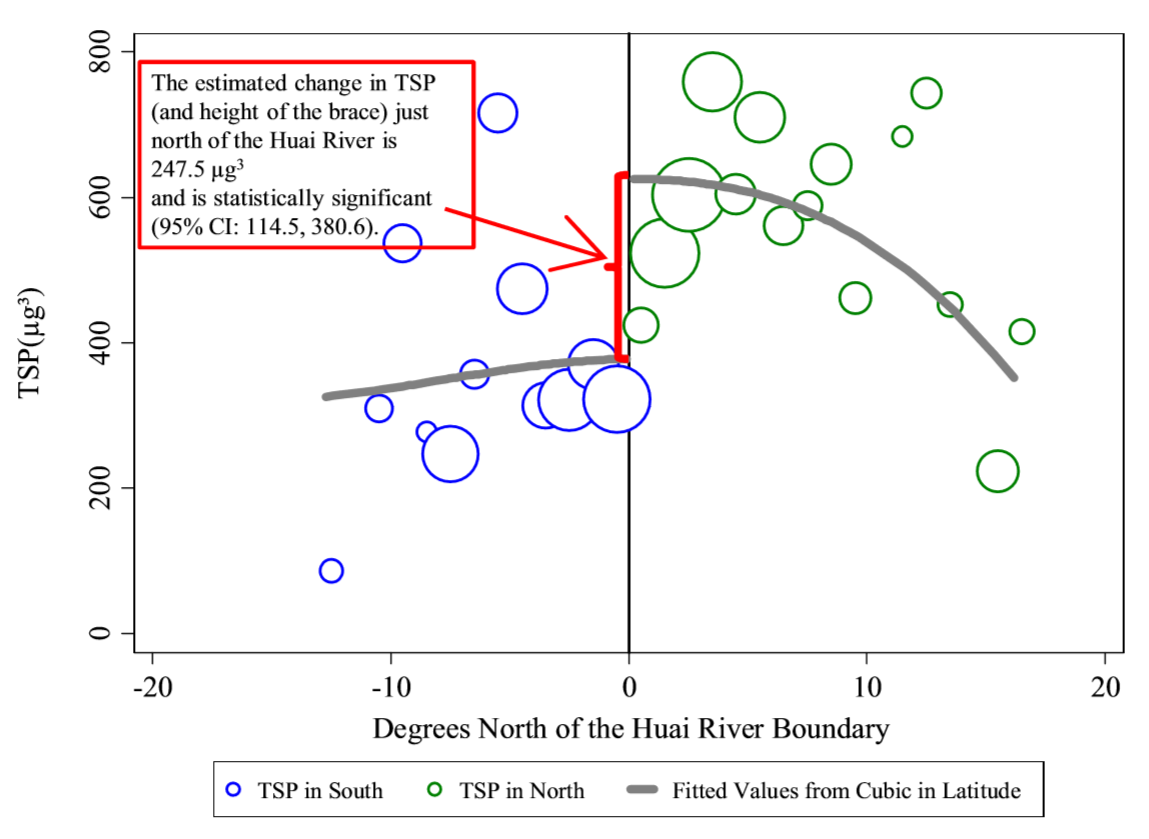 800
600
400
200
0
TSP(µg³)
The estimated change in TSP
(and height of the brace) just
north of the Huai River is
247.5 µg³
and is statistically significant
(95% CI: 114.5, 380.6).
-20 -10 0 10 20
Degrees North of the Huai River Boundary
TSP in South TSP in North Fitted Values from Cubic in Latitude